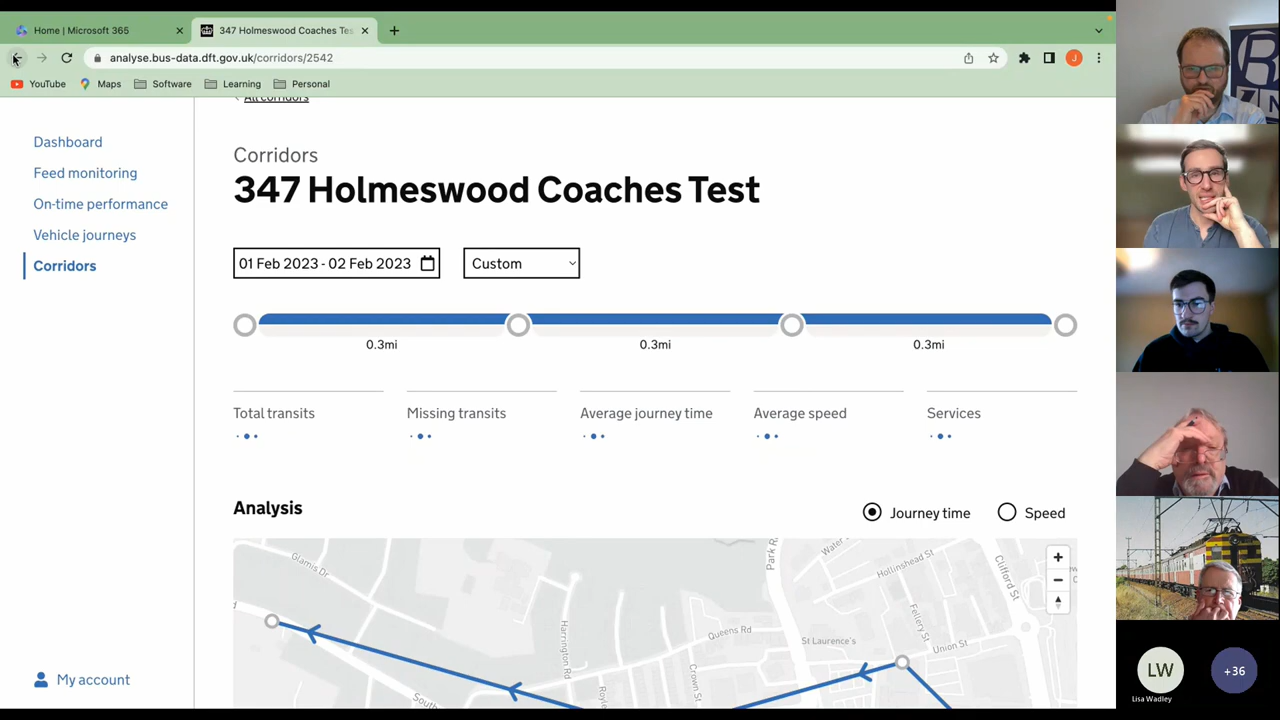 Home | Microsoft 365
347 Holmeswood Coaches Tes
analyse.bus-data.dft.gov.uk/corridors/2542
J
YouTube Maps Software Learning Personal
All corridors
Dashboard
Feed monitoring
On-time performance
Vehicle journeys
Corridors
My account
Corridors
347 Holmeswood Coaches Test
01 Feb 2023 - 02 Feb 2023
Custom
0.3mi 0.3mi 0.3mi
Total transits
Missing transits
Average journey time
Average speed
Services
Analysis
Journey time
Speed
Glamis Dr
Harrington Rd
Queens Rd
Crown St
Park R
Water
Hollinshead St
St Laurence's
Fellery St
Union St
Clifford St
LW
Lisa Wadley
+36